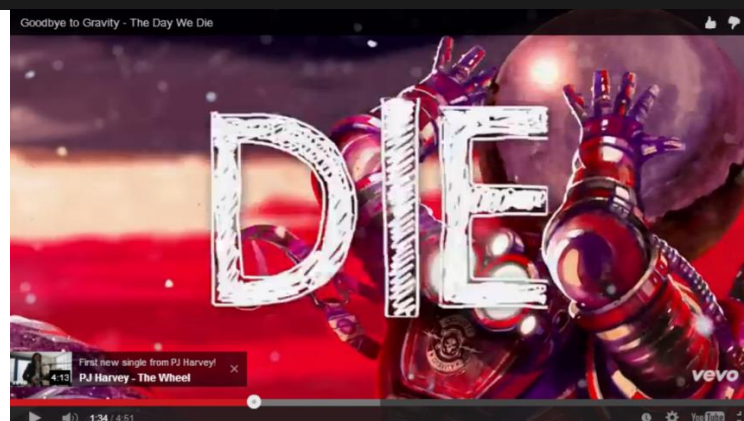 Goodbye to Gravity - The Day We Die
DIE
First new single from PJ Harvey!
4:13
PJ Harvey - The Wheel
vevo
1:34 / 4:51
YouTube